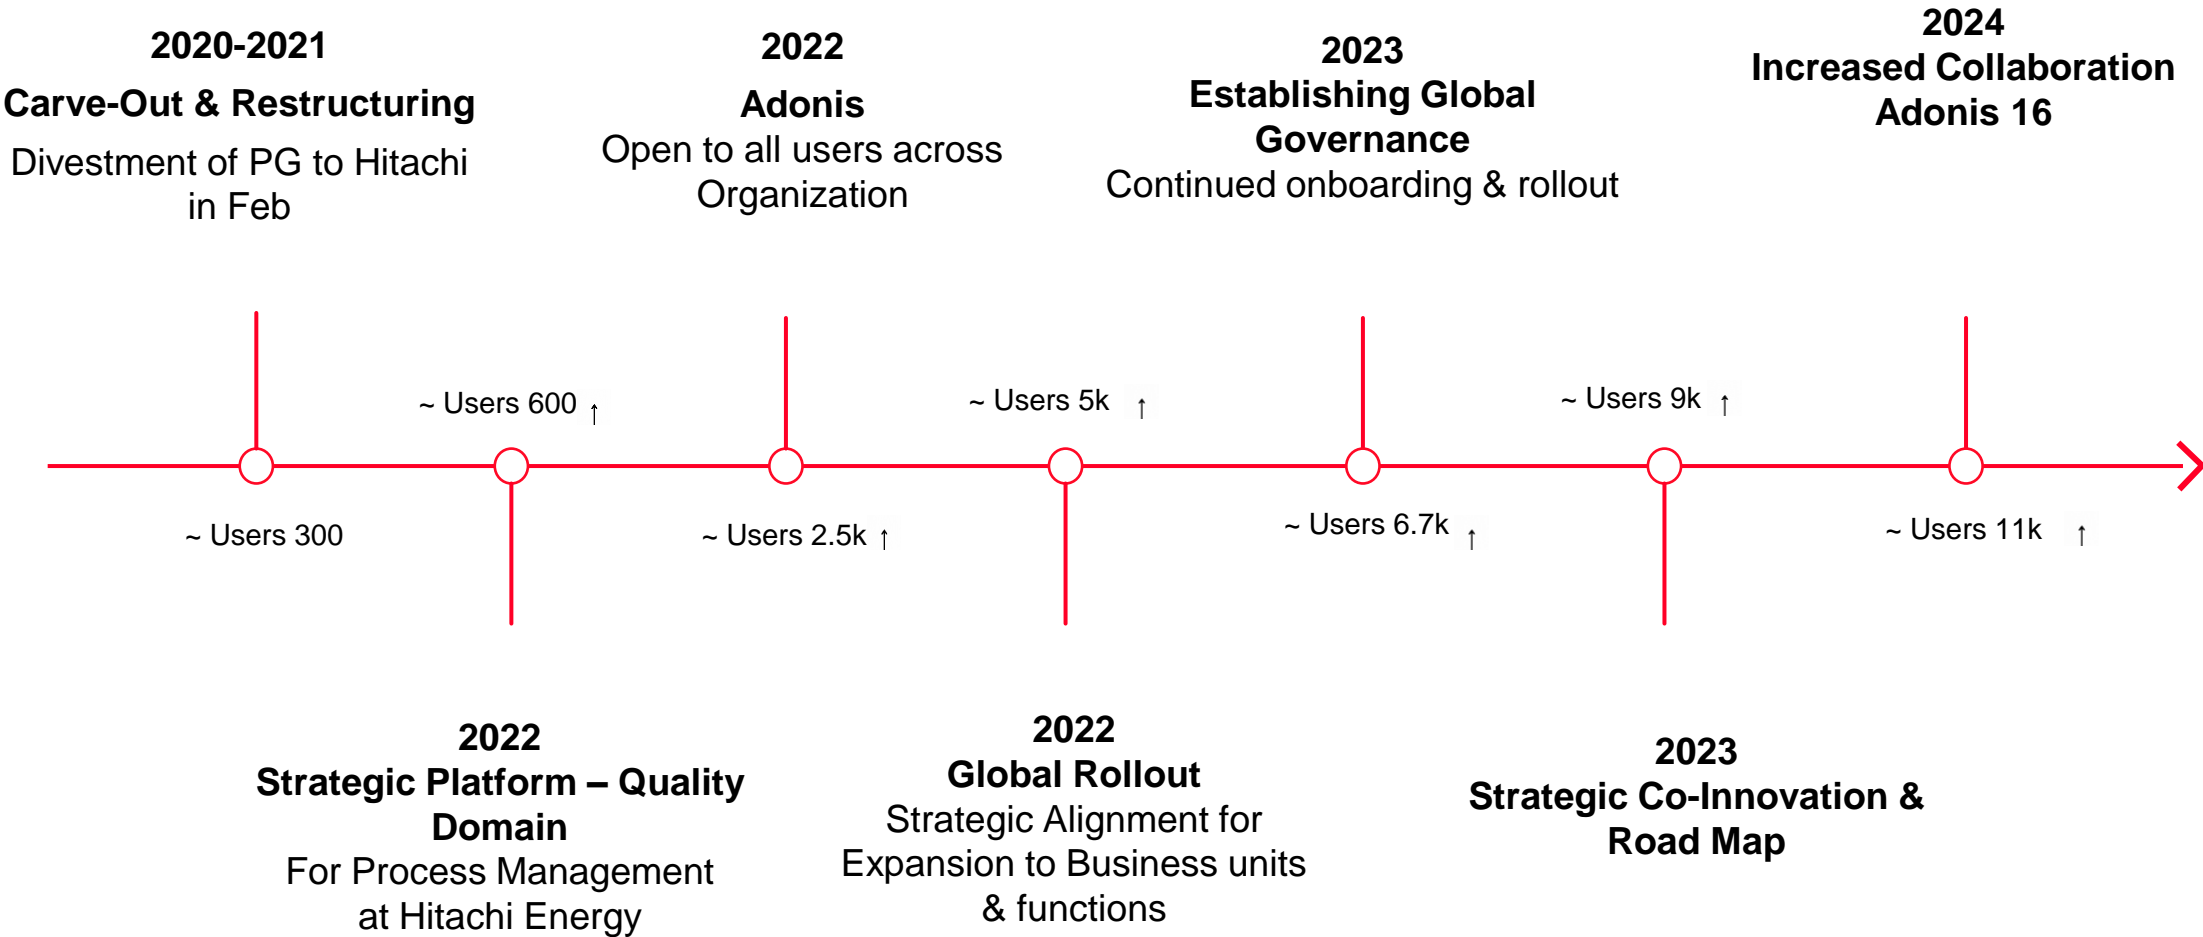 2020-2021
Carve-Out & Restructuring
Divestment of PG to Hitachi
in Feb
2022
Adonis
Open to all users across
Organization
2023
Establishing Global
Governance
Continued onboarding & rollout
2024
Increased Collaboration
Adonis 16
~ Users 300
~ Users 600 ↑
~ Users 2.5k ↑
~ Users 5k ↑
~ Users 6.7k ↑
~ Users 9k ↑
~ Users 11k ↑
2022
Strategic Platform – Quality
Domain
For Process Management
at Hitachi Energy
2022
Global Rollout
Strategic Alignment for
Expansion to Business units
& functions
2023
Strategic Co-Innovation &
Road Map